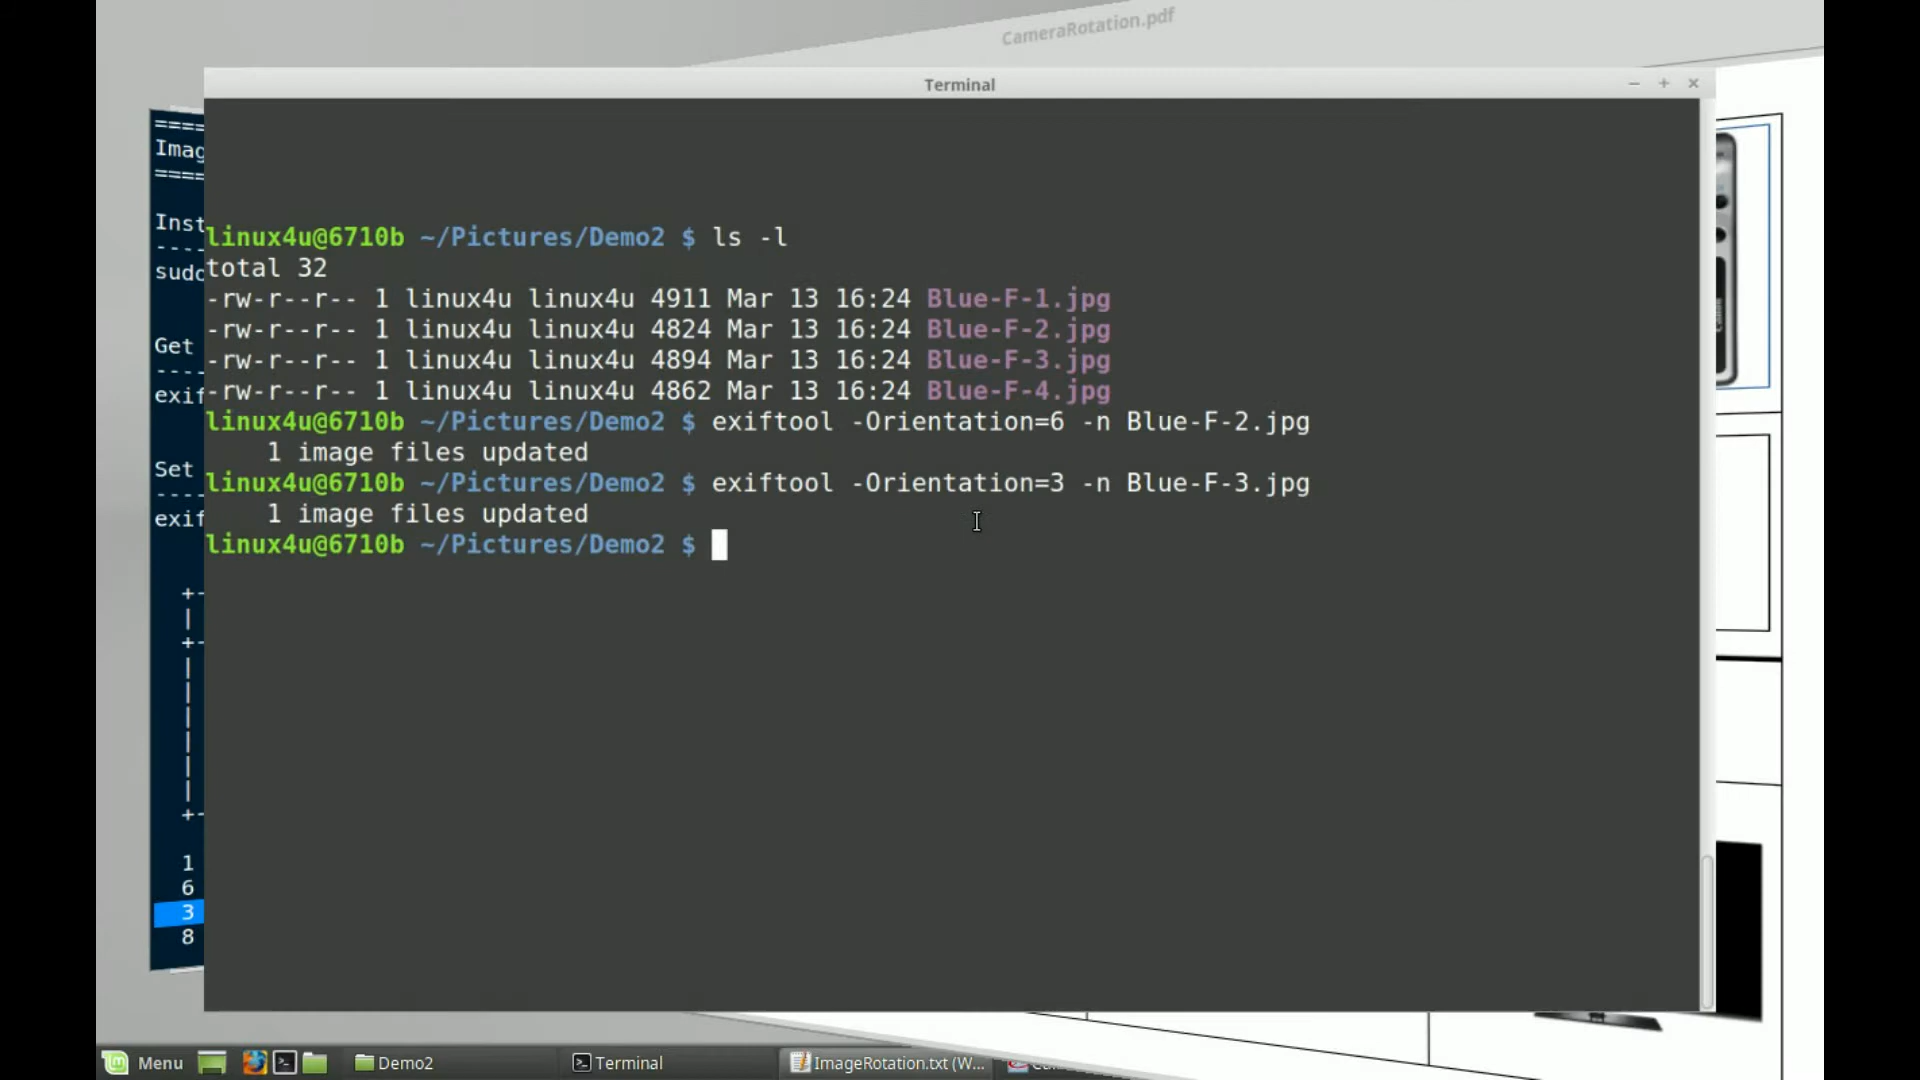 CameraRotation.pdf
Terminal
====
Imag
====
Inst
----
sudo
Get
----
exif
Set
----
exif
+-
|
+-
|
|
|
|
|
|
+-
1
6
3
8
linux4u@6710b ~/Pictures/Demo2 $ ls -l
total 32
-rw-r--r-- 1 linux4u linux4u 4911 Mar 13 16:24 Blue-F-1.jpg
-rw-r--r-- 1 linux4u linux4u 4824 Mar 13 16:24 Blue-F-2.jpg
-rw-r--r-- 1 linux4u linux4u 4894 Mar 13 16:24 Blue-F-3.jpg
-rw-r--r-- 1 linux4u linux4u 4862 Mar 13 16:24 Blue-F-4.jpg
linux4u@6710b ~/Pictures/Demo2 $ exiftool -Orientation=6 -n Blue-F-2.jpg
1 image files updated
linux4u@6710b ~/Pictures/Demo2 $ exiftool -Orientation=3 -n Blue-F-3.jpg
1 image files updated
linux4u@6710b ~/Pictures/Demo2 $
Menu Demo2 Terminal ImageRotation.txt (W...